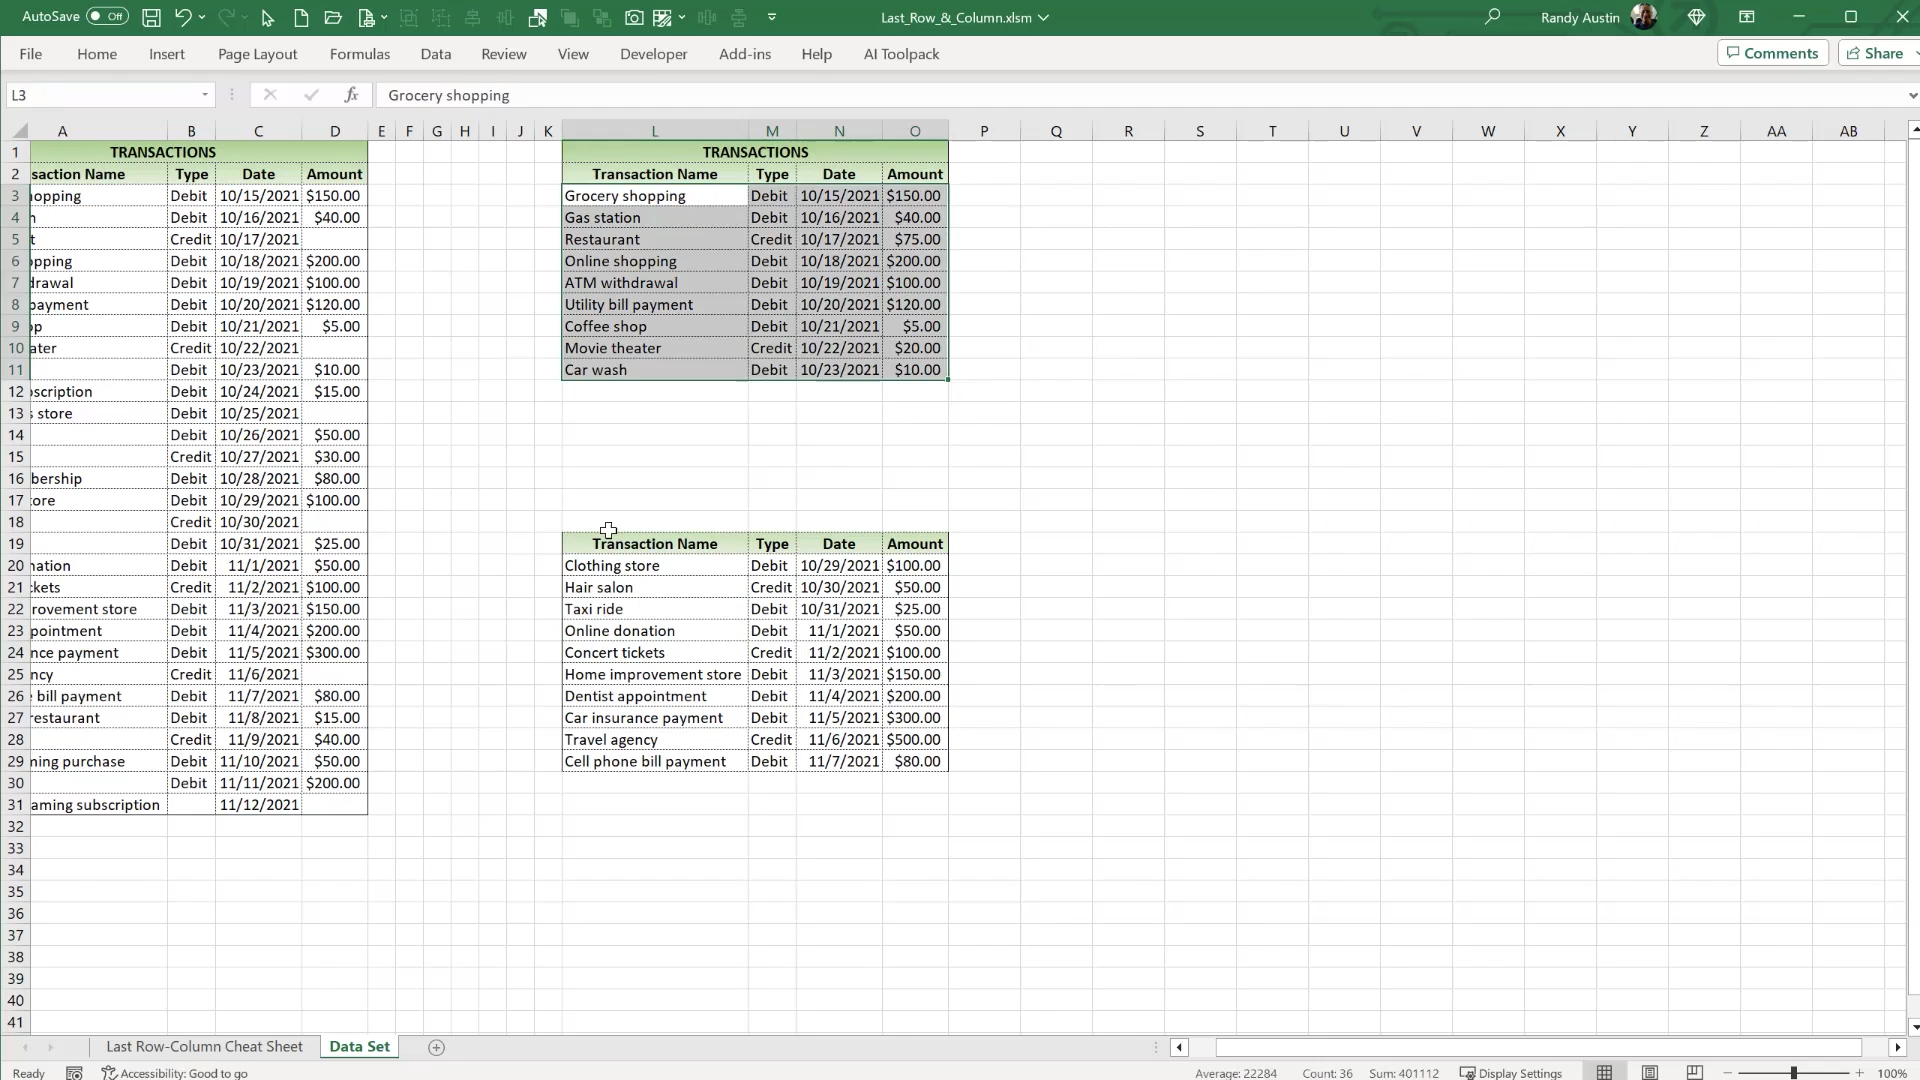 AutoSave Off Last_Row_&_Column.xlsm Randy Austin
File Home Insert Page Layout Formulas Data Review View Developer Add-ins Help AI Toolpack Comments Share
L3 fx Grocery shopping
A B C D E F G H I J K L M N O P Q R S T U V W X Y Z AA AB
1 TRANSACTIONS TRANSACTIONS
2 saction Name Type Date Amount Transaction Name Type Date Amount
3 hopping Debit 10/15/2021 $150.00 Grocery shopping Debit 10/15/2021 $150.00
4 n Debit 10/16/2021 $40.00 Gas station Debit 10/16/2021 $40.00
5 t Credit 10/17/2021 Restaurant Credit 10/17/2021 $75.00
6 pping Debit 10/18/2021 $200.00 Online shopping Debit 10/18/2021 $200.00
7 drawal Debit 10/19/2021 $100.00 ATM withdrawal Debit 10/19/2021 $100.00
8 payment Debit 10/20/2021 $120.00 Utility bill payment Debit 10/20/2021 $120.00
9 op Debit 10/21/2021 $5.00 Coffee shop Debit 10/21/2021 $5.00
10 ater Credit 10/22/2021 Movie theater Credit 10/22/2021 $20.00
11 Debit 10/23/2021 $10.00 Car wash Debit 10/23/2021 $10.00
12 bscription Debit 10/24/2021 $15.00
13 s store Debit 10/25/2021
14 Debit 10/26/2021 $50.00
15 Credit 10/27/2021 $30.00
16 bership Debit 10/28/2021 $80.00
17 tore Debit 10/29/2021 $100.00
18 Credit 10/30/2021
19 Debit 10/31/2021 $25.00 Transaction Name Type Date Amount
20 nation Debit 11/1/2021 $50.00 Clothing store Debit 10/29/2021 $100.00
21 kets Credit 11/2/2021 $100.00 Hair salon Credit 10/30/2021 $50.00
22 rovement store Debit 11/3/2021 $150.00 Taxi ride Debit 10/31/2021 $25.00
23 pointment Debit 11/4/2021 $200.00 Online donation Debit 11/1/2021 $50.00
24 nce payment Debit 11/5/2021 $300.00 Concert tickets Credit 11/2/2021 $100.00
25 ncy Credit 11/6/2021 Home improvement store Debit 11/3/2021 $150.00
26 bill payment Debit 11/7/2021 $80.00 Dentist appointment Debit 11/4/2021 $200.00
27 restaurant Debit 11/8/2021 $15.00 Car insurance payment Debit 11/5/2021 $300.00
28 Credit 11/9/2021 $40.00 Travel agency Credit 11/6/2021 $500.00
29 ming purchase Debit 11/10/2021 $50.00 Cell phone bill payment Debit 11/7/2021 $80.00
30 Debit 11/11/2021 $200.00
31 aming subscription 11/12/2021
32
33
34
35
36
37
38
39
40
41
Last Row-Column Cheat Sheet Data Set
Ready Accessibility: Good to go Average: 22284 Count: 36 Sum: 401112 Display Settings 100%